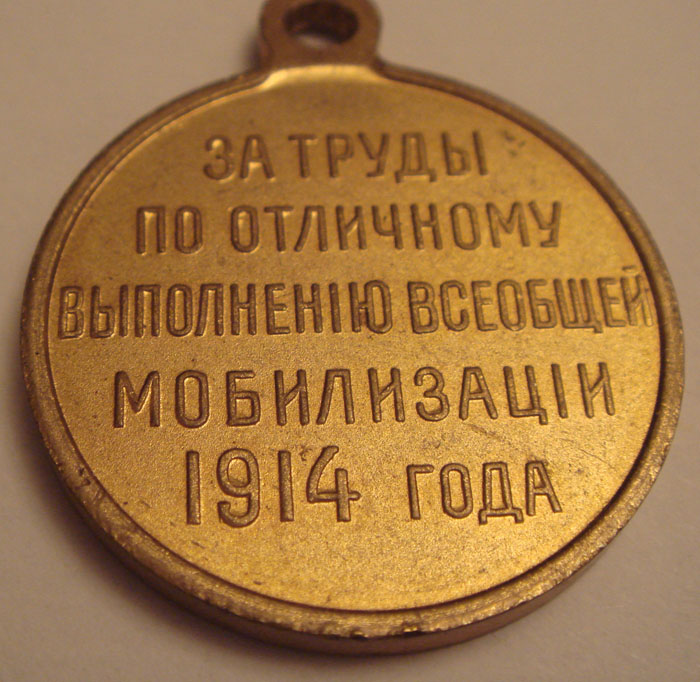 ЗА ТРУДЫ
ПО ОТЛИЧНОМУ
ВЫПОЛНЕНІЮ ВСЕОБЩЕЙ
МОБИЛИЗАЦІИ
1914 ГОДА